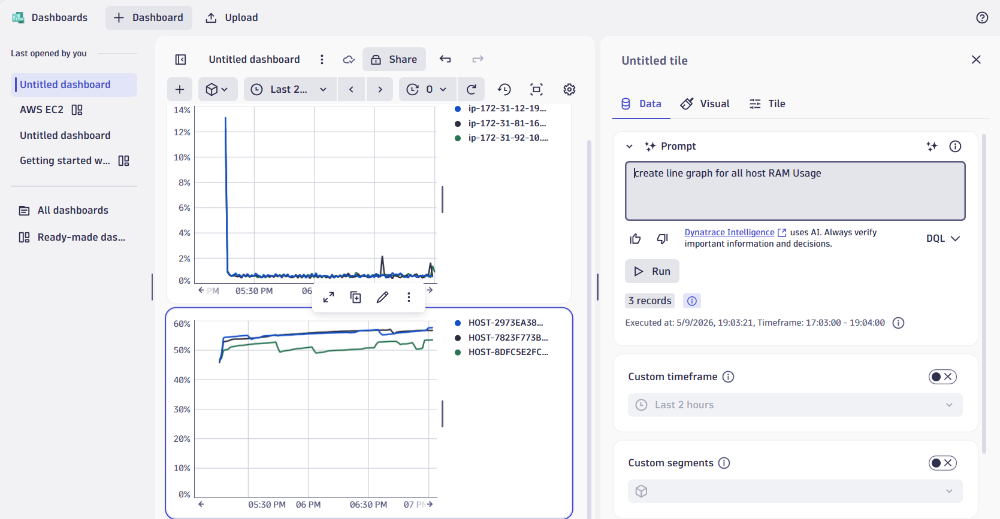 Dashboards
Dashboard
Upload
Last opened by you
Untitled dashboard
AWS EC2
Untitled dashboard
Getting started w...
All dashboards
Ready-made das...
Untitled dashboard
Share
Last 2...
0
14%
12%
10%
8%
6%
4%
2%
0%
PM
05:30 PM
06
ip-172-31-12-19...
ip-172-31-81-16...
ip-172-31-92-10....
60%
50%
40%
30%
20%
10%
0%
05:30 PM
06 PM
06:30 PM
07 PM
HOST-2973EA38...
HOST-7823F773B...
HOST-8DFC5E2FC...
Untitled tile
Data
Visual
Tile
Prompt
create line graph for all host RAM Usage
Dynatrace Intelligence uses AI. Always verify
important information and decisions.
DQL
Run
3 records
Executed at: 5/9/2026, 19:03:21, Timeframe: 17:03:00 - 19:04:00
Custom timeframe
Last 2 hours
Custom segments